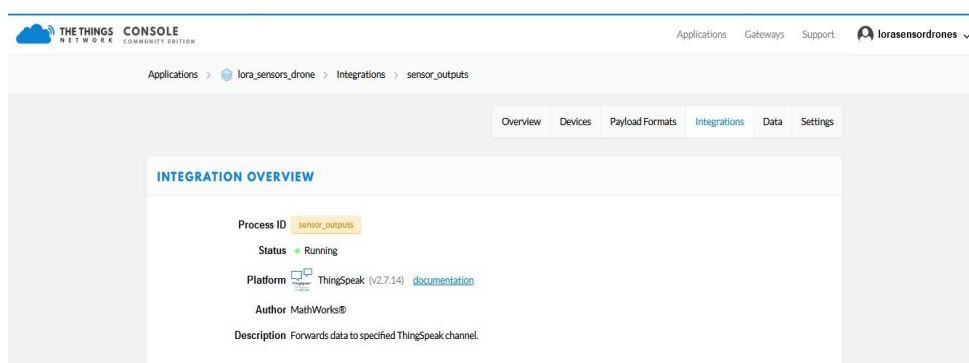 THE THINGS NETWORK CONSOLE COMMUNITY EDITION
Applications Gateways Support lorasensordrones
Applications > lora_sensors_drone > Integrations > sensor_outputs
Overview Devices Payload Formats Integrations Data Settings
INTEGRATION OVERVIEW
Process ID sensor_outputs
Status Running
Platform ThingSpeak (v2.7.14) documentation
Author MathWorks®
Description Forwards data to specified ThingSpeak channel.